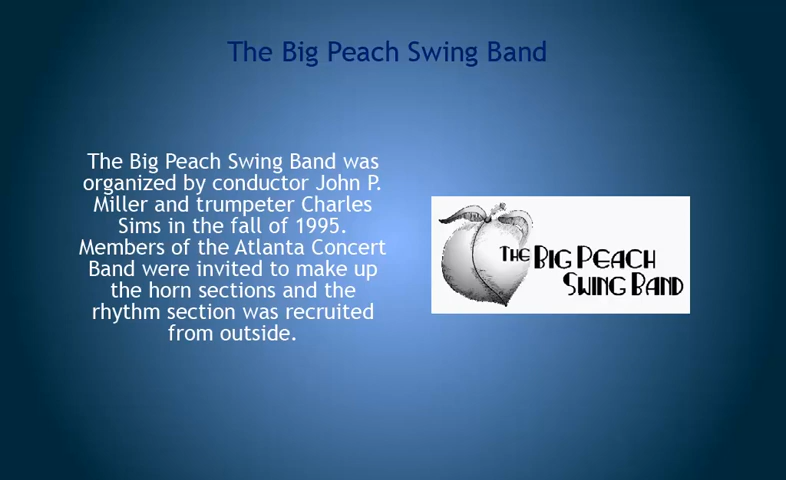 The Big Peach Swing Band
The Big Peach Swing Band was
organized by conductor John P.
Miller and trumpeter Charles
Sims in the fall of 1995.
Members of the Atlanta Concert
Band were invited to make up
the horn sections and the
rhythm section was recruited
from outside.
THE BIG PEACH
SWING BAND